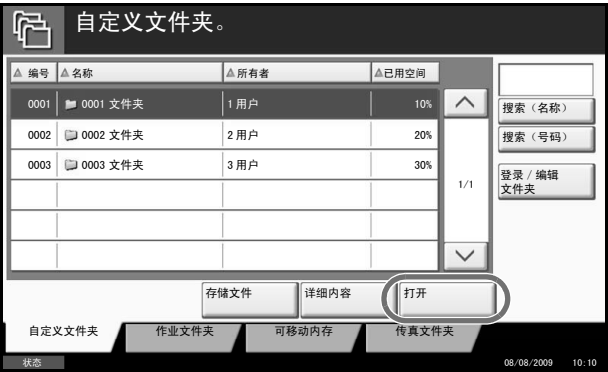 自定义文件夹。
编号 名称 所有者 已用空间
0001 0001 文件夹 1 用户 10%
搜索（名称）
0002 0002 文件夹 2 用户 20%
搜索（号码）
0003 0003 文件夹 3 用户 30%
登录 / 编辑
文件夹
1/1
存储文件 详细内容 打开
自定义文件夹 作业文件夹 可移动内存 传真文件夹
状态 08/08/2009 10:10